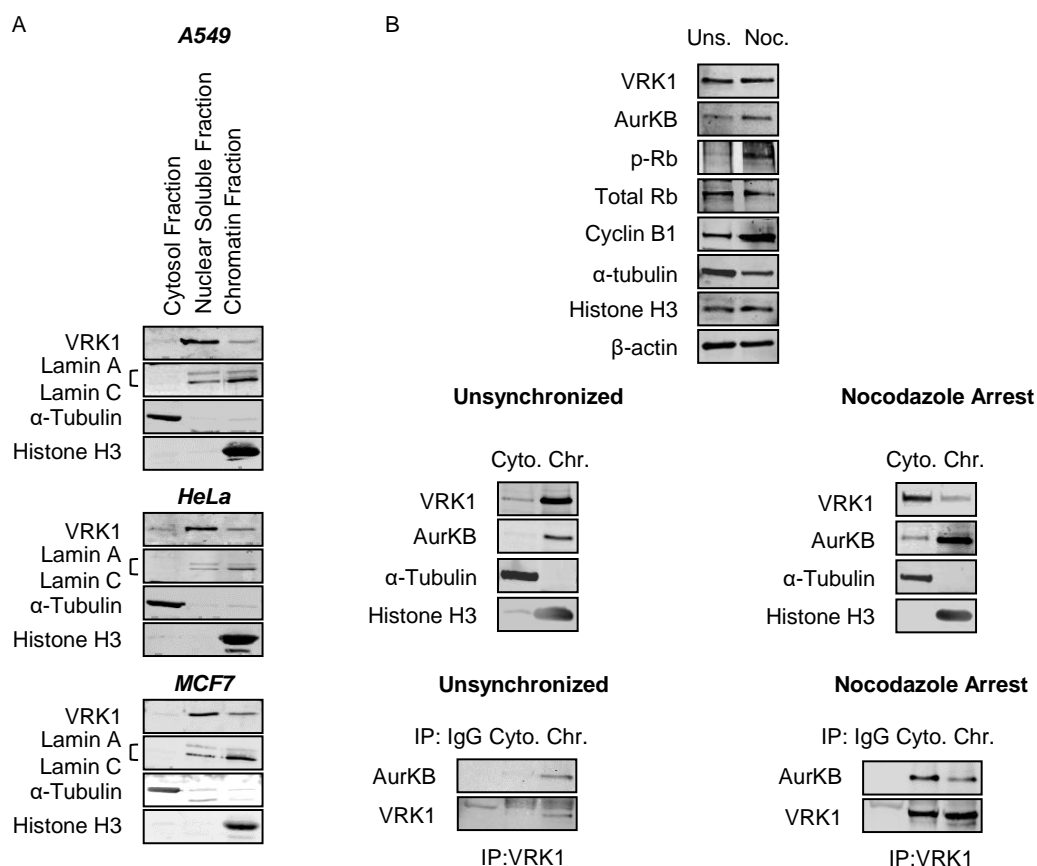 A
A549
Cytosol Fraction
Nuclear Soluble Fraction
Chromatin Fraction
VRK1
Lamin A
Lamin C
α-Tubulin
Histone H3
HeLa
VRK1
Lamin A
Lamin C
α-Tubulin
Histone H3
MCF7
VRK1
Lamin A
Lamin C
α-Tubulin
Histone H3
B
Uns. Noc.
VRK1
AurKB
p-Rb
Total Rb
Cyclin B1
α-tubulin
Histone H3
β-actin
Unsynchronized
Cyto. Chr.
VRK1
AurKB
α-Tubulin
Histone H3
Nocodazole Arrest
Cyto. Chr.
VRK1
AurKB
α-Tubulin
Histone H3
Unsynchronized
IP: IgG Cyto. Chr.
AurKB
VRK1
IP:VRK1
Nocodazole Arrest
IP: IgG Cyto. Chr.
AurKB
VRK1
IP:VRK1